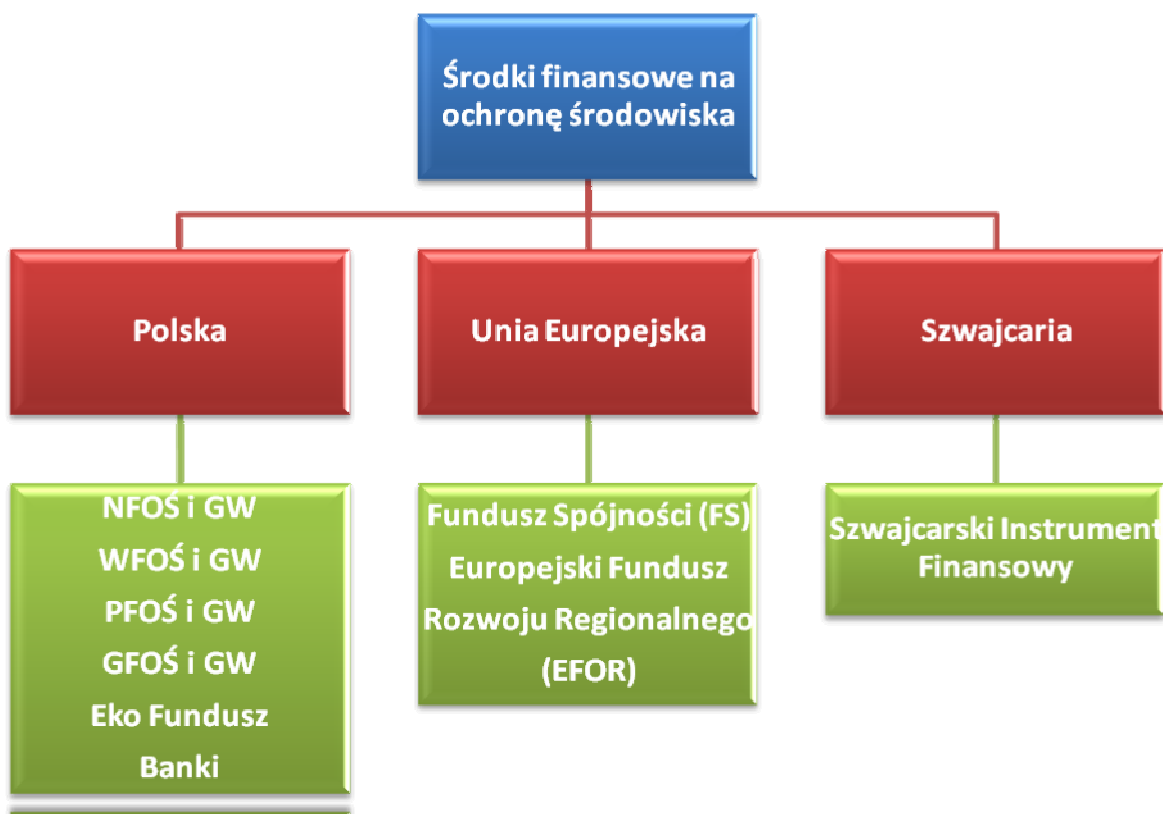 Środki finansowe na
ochronę środowiska
Polska
Unia Europejska
Szwajcaria
NFOŚ i GW
WFOŚ i GW
PFOŚ i GW
GFOŚ i GW
Eko Fundusz
Banki
Fundusz Spójności (FS)
Europejski Fundusz
Rozwoju Regionalnego
(EFOR)
Szwajcarski Instrument
Finansowy